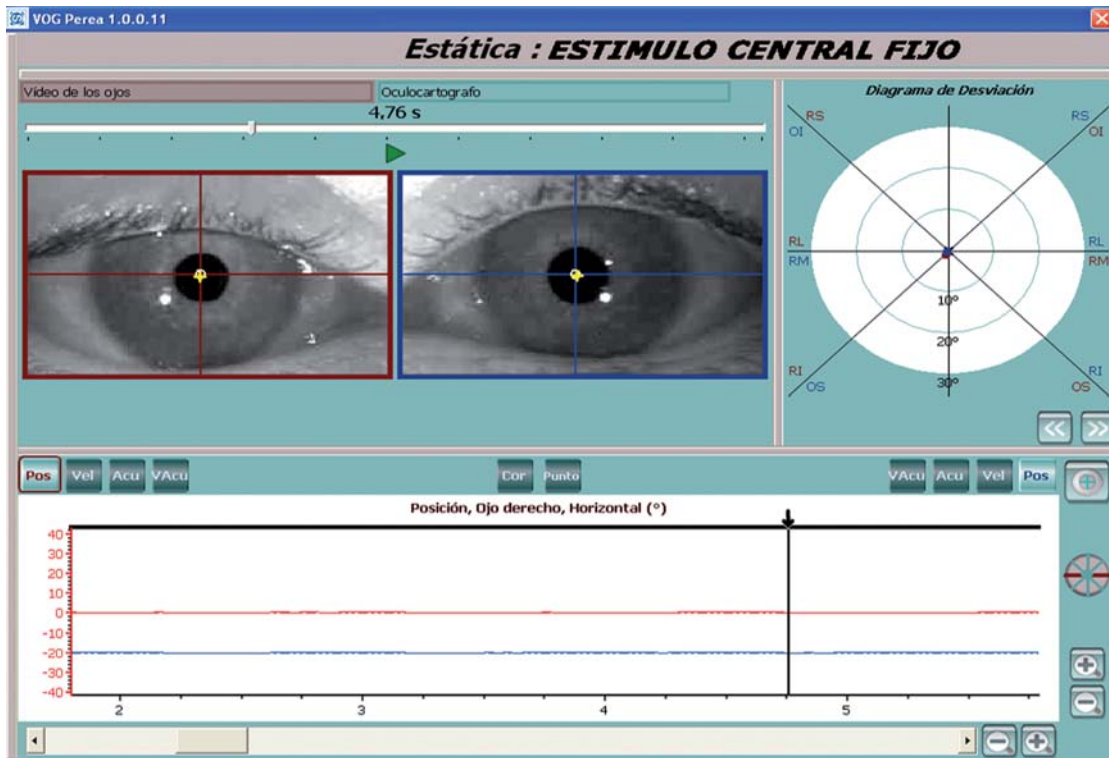 VOG Perea 1.0.0.11
Estática : ESTIMULO CENTRAL FIJO
Vídeo de los ojos
Oculocartografo
4,76 s
Diagrama de Desviación
RS
OI
RS
OI
RL
RM
RL
RM
10º
20º
30º
RI
OS
RI
OS
<< >>
Pos Vel Acu VAcu Cor Punto VAcu Acu Vel Pos
Posición, Ojo derecho, Horizontal (°)
40
30
20
10
0
-10
-20
-30
-40
2 3 4 5